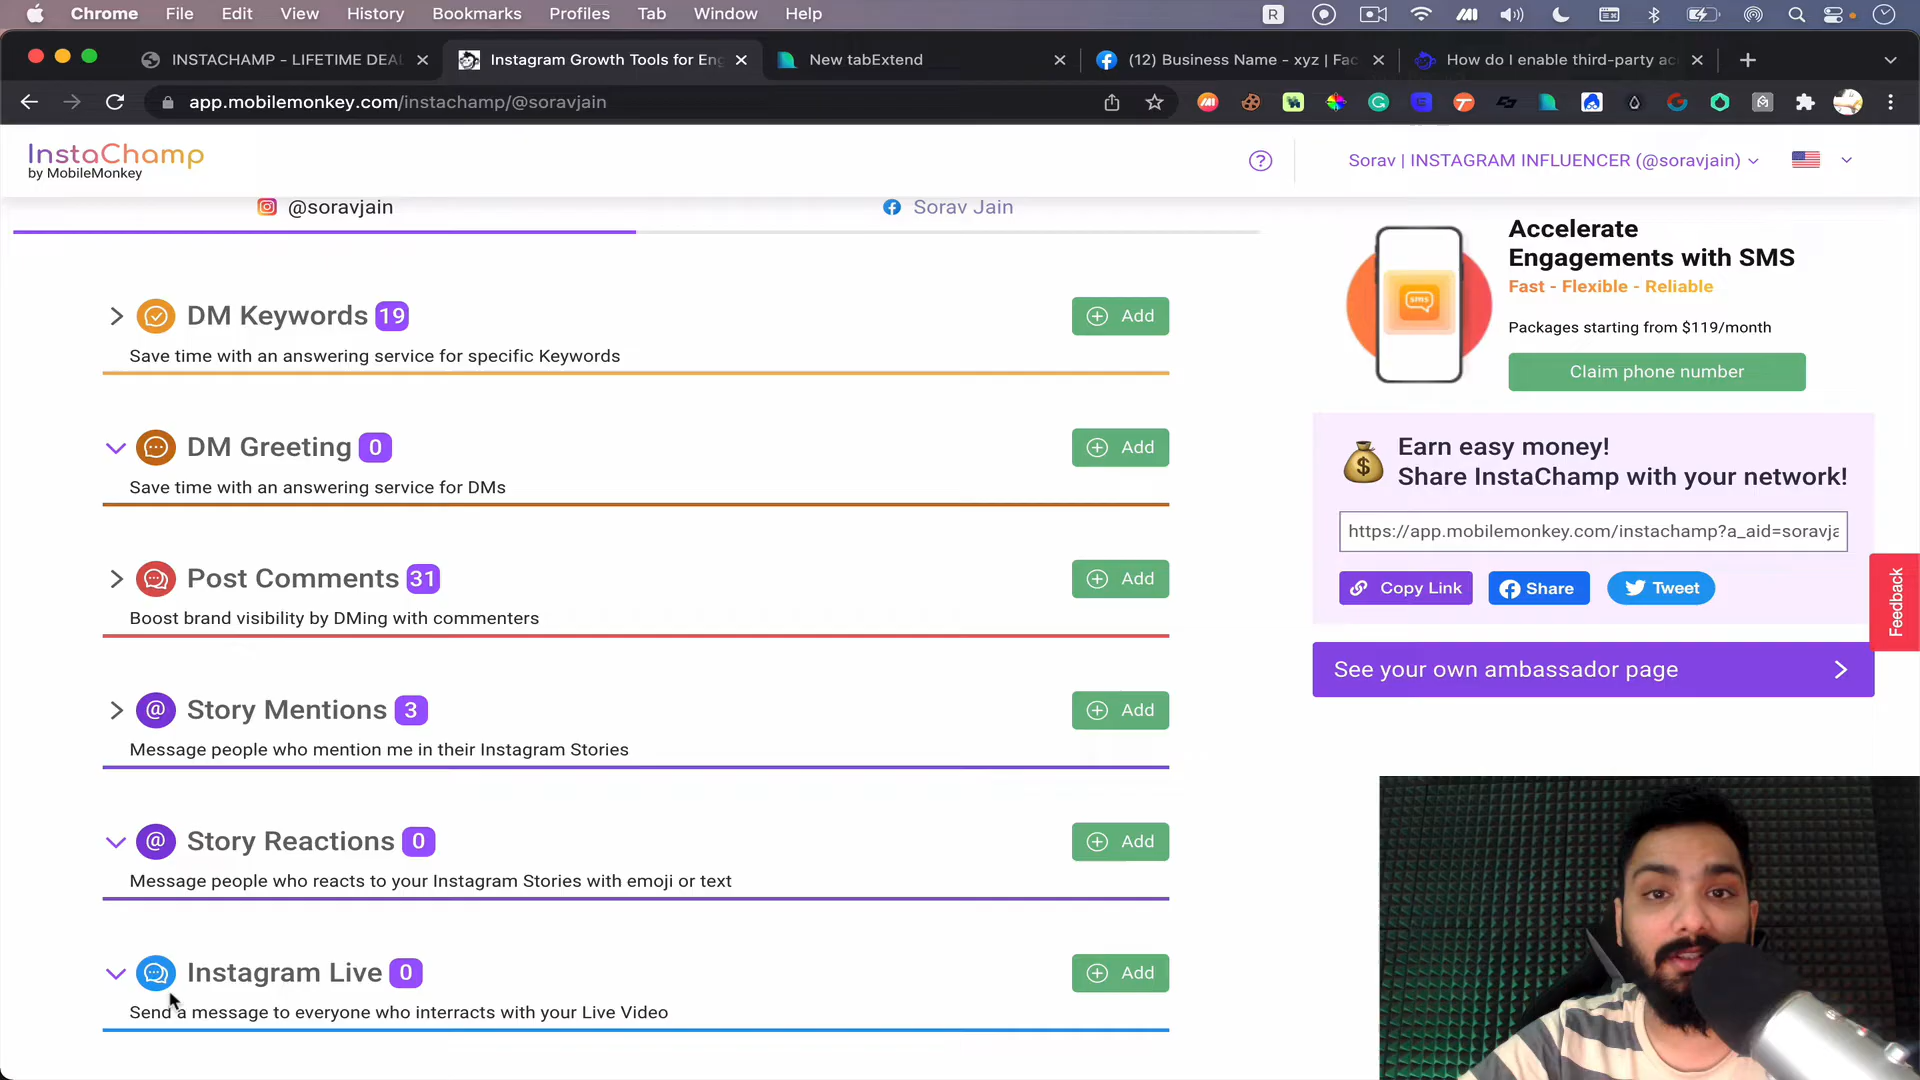 Chrome File Edit View History Bookmarks Profiles Tab Window Help
INSTACHAMP - LIFETIME DEA
Instagram Growth Tools for Eng
New tabExtend
(12) Business Name - xyz | Fac
How do I enable third-party ac
app.mobilemonkey.com/instachamp/@soravjain
InstaChamp
by MobileMonkey
Sorav | INSTAGRAM INFLUENCER (@soravjain)
@soravjain
Sorav Jain
DM Keywords 19
Add
Save time with an answering service for specific Keywords
DM Greeting 0
Add
Save time with an answering service for DMs
Post Comments 31
Add
Boost brand visibility by DMing with commenters
Story Mentions 3
Add
Message people who mention me in their Instagram Stories
Story Reactions 0
Add
Message people who reacts to your Instagram Stories with emoji or text
Instagram Live 0
Add
Send a message to everyone who interracts with your Live Video
sms
Accelerate
Engagements with SMS
Fast - Flexible - Reliable
Packages starting from $119/month
Claim phone number
Earn easy money!
Share InstaChamp with your network!
https://app.mobilemonkey.com/instachamp?a_aid=soravja
Copy Link
Share
Tweet
See your own ambassador page
Feedback